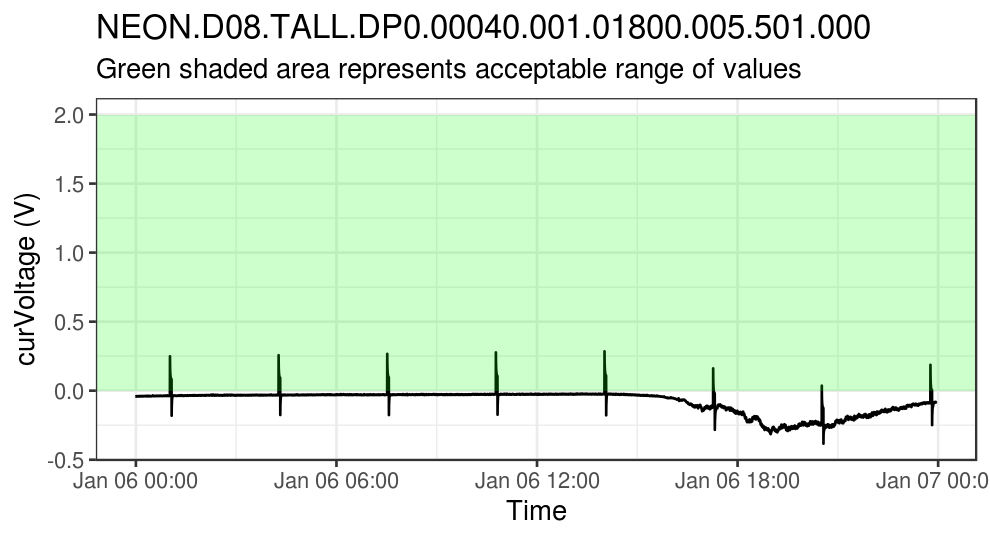 NEON.D08.TALL.DP0.00040.001.01800.005.501.000
Green shaded area represents acceptable range of values
curVoltage (V)
2.0
1.5
1.0
0.5
0.0
-0.5
Jan 06 00:00 Jan 06 06:00 Jan 06 12:00 Jan 06 18:00 Jan 07 00:0
Time